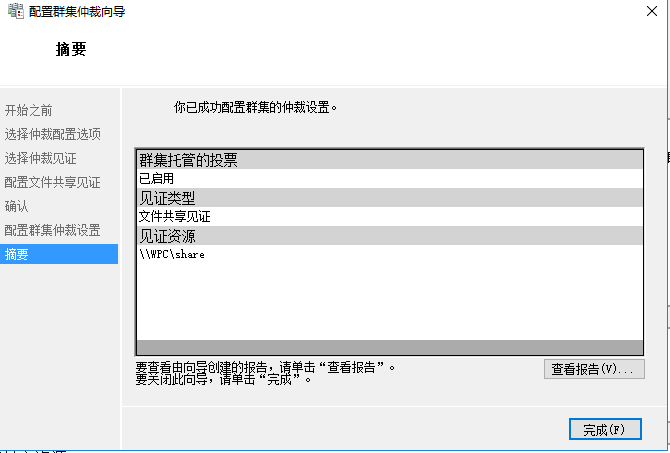 配置群集仲裁向导
摘要
开始之前
选择仲裁配置选项
选择仲裁见证
配置文件共享见证
确认
配置群集仲裁设置
摘要
你已成功配置群集的仲裁设置。
群集托管的投票
已启用
见证类型
文件共享见证
见证资源
\\WPC\share
要查看由向导创建的报告，请单击“查看报告”。
要关闭此向导，请单击“完成”。
查看报告(V)...
完成(F)